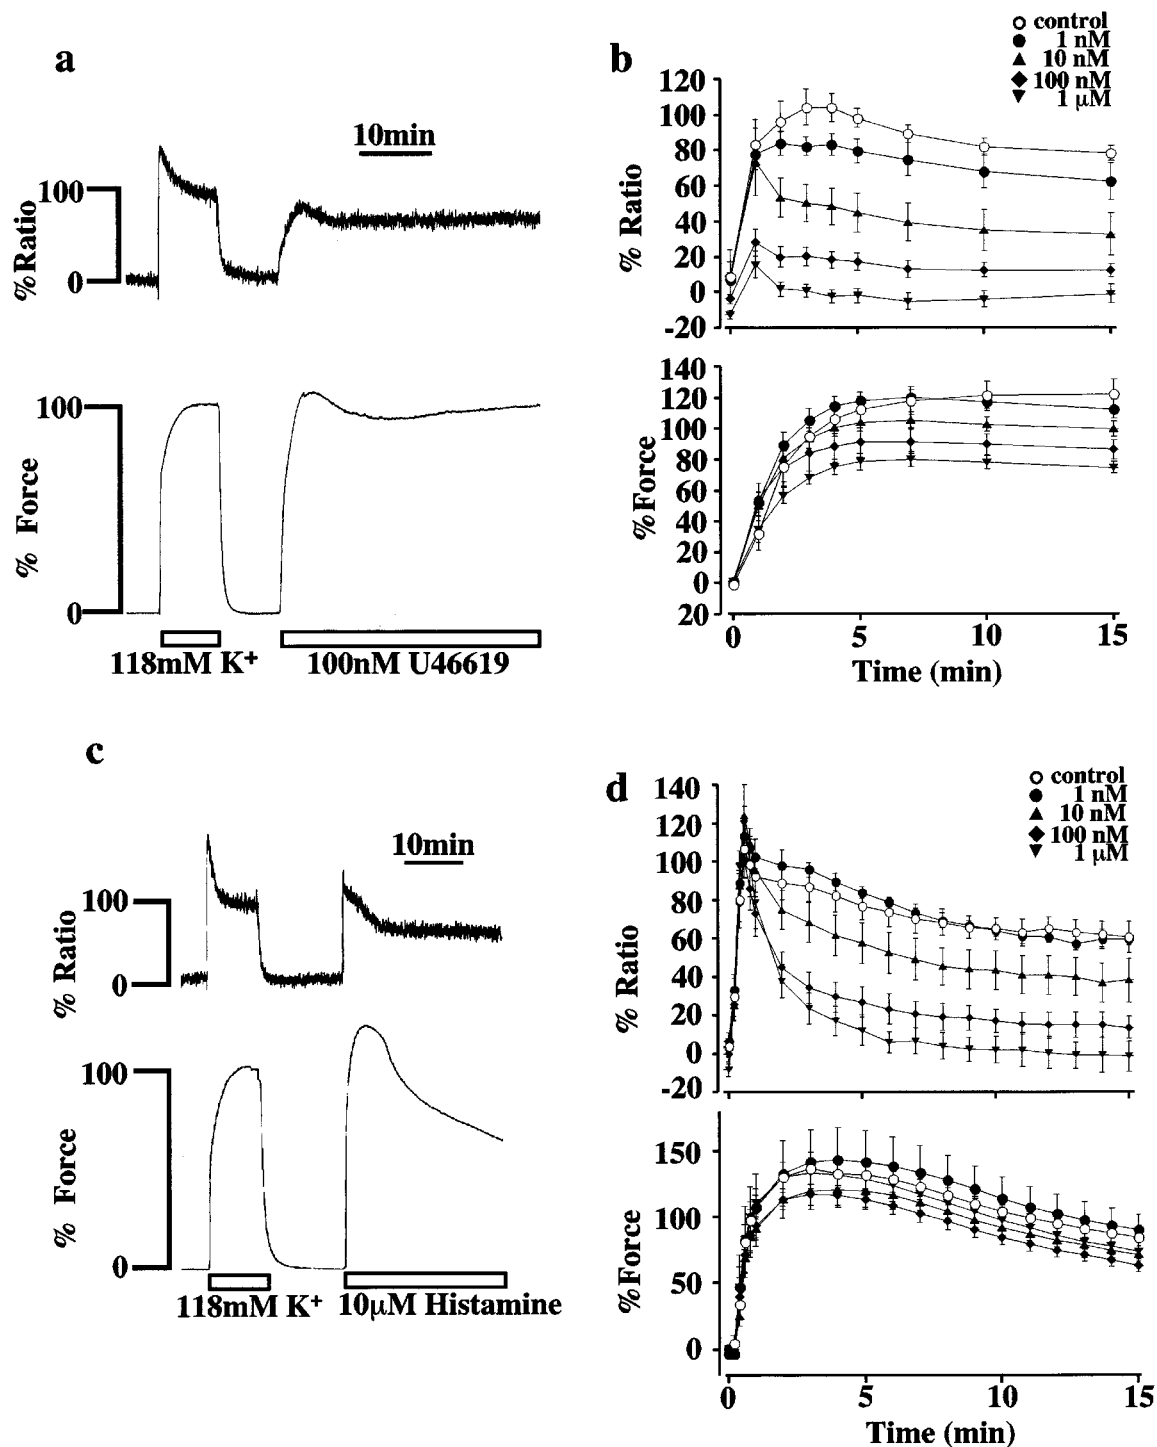 a
10min
100
0
% Ratio
100
0
% Force
118mM K+
100nM U46619
b
control
1 nM
10 nM
100 nM
1 μM
120
100
80
60
40
20
0
-20
% Ratio
140
120
100
80
60
40
20
0
20
%Force
0
5
10
15
Time (min)
c
10min
100
0
% Ratio
100
0
% Force
118mM K+
10μM Histamine
d
control
1 nM
10 nM
100 nM
1 μM
140
120
100
80
60
40
20
0
-20
% Ratio
150
100
50
0
%Force
0
5
10
15
Time (min)